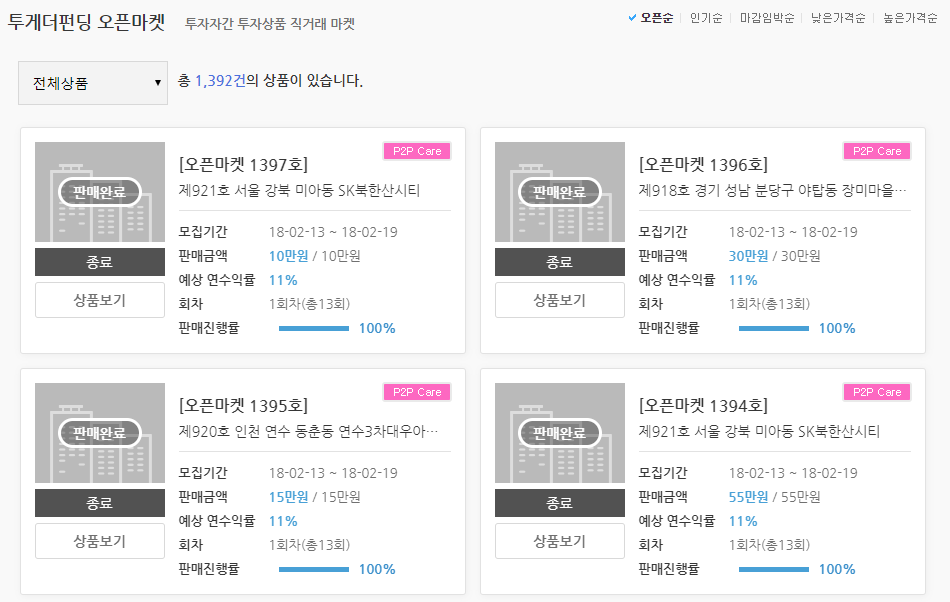 투게더펀딩 오픈마켓 투자자간 투자상품 직거래 마켓
오픈순 인기순 마감임박순 낮은가격순 높은가격순
전체상품 총 1,392건의 상품이 있습니다.
P2P Care
[오픈마켓 1397호]
제921호 서울 강북 미아동 SK북한산시티
판매완료
종료
상품보기
모집기간 18-02-13 ~ 18-02-19
판매금액 10만원 / 10만원
예상 연수익률 11%
회차 1회차(총13회)
판매진행률 100%
P2P Care
[오픈마켓 1396호]
제918호 경기 성남 분당구 야탑동 장미마을…
판매완료
종료
상품보기
모집기간 18-02-13 ~ 18-02-19
판매금액 30만원 / 30만원
예상 연수익률 11%
회차 1회차(총13회)
판매진행률 100%
P2P Care
[오픈마켓 1395호]
제920호 인천 연수 동춘동 연수3차대우아…
판매완료
종료
상품보기
모집기간 18-02-13 ~ 18-02-19
판매금액 15만원 / 15만원
예상 연수익률 11%
회차 1회차(총13회)
판매진행률 100%
P2P Care
[오픈마켓 1394호]
제921호 서울 강북 미아동 SK북한산시티
판매완료
종료
상품보기
모집기간 18-02-13 ~ 18-02-19
판매금액 55만원 / 55만원
예상 연수익률 11%
회차 1회차(총13회)
판매진행률 100%